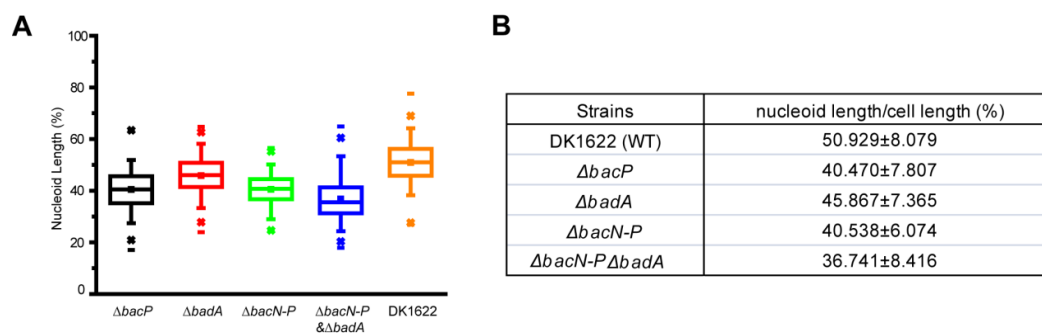 A
Nucleoid Length (%)
100
80
60
40
20
0
ΔbacP
ΔbadA
ΔbacN-P
ΔbacN-P
&ΔbadA
DK1622
B
Strains nucleoid length/cell length (%)
DK1622 (WT) 50.929±8.079
ΔbacP 40.470±7.807
ΔbadA 45.867±7.365
ΔbacN-P 40.538±6.074
ΔbacN-PΔbadA 36.741±8.416